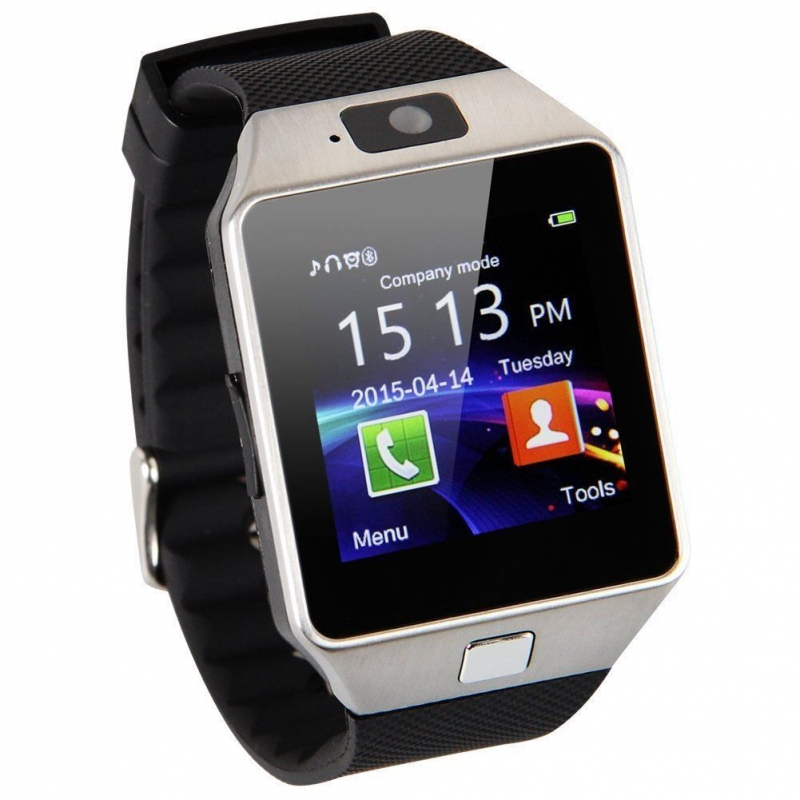 Company mode
15 13 PM
2015-04-14 Tuesday
Menu Tools